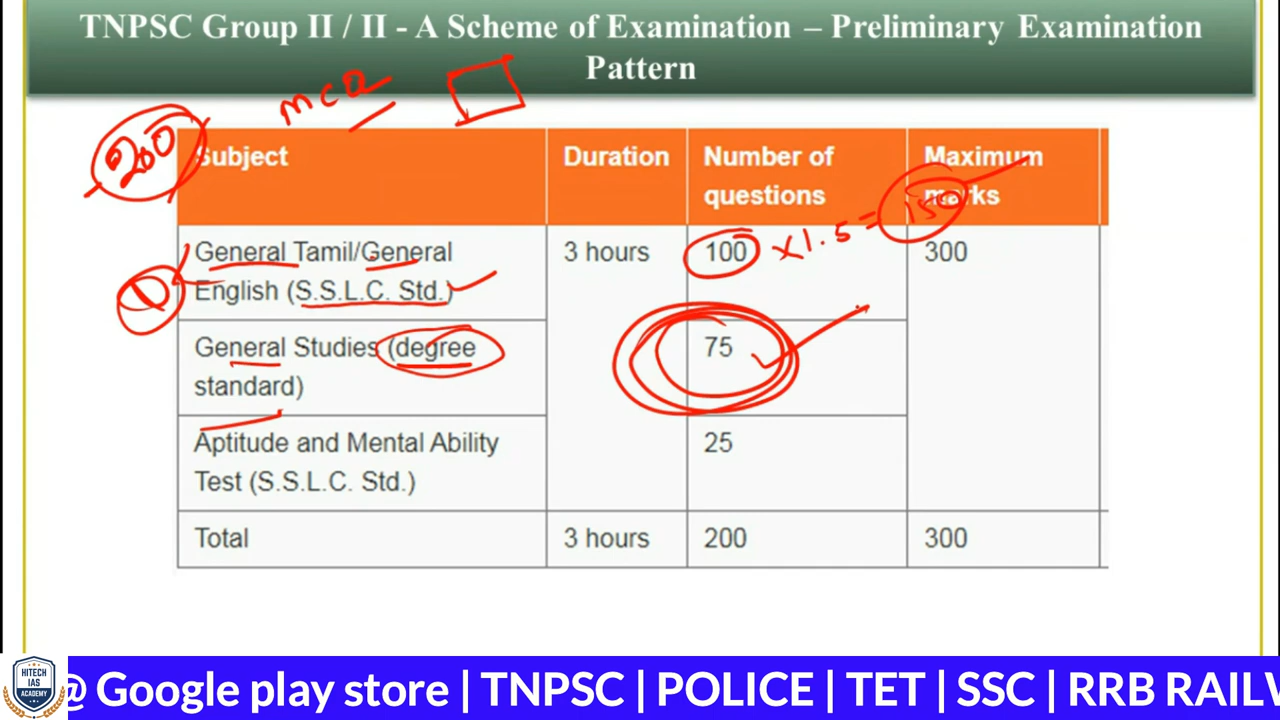 TNPSC Group II / II - A Scheme of Examination – Preliminary Examination
Pattern
MCQ
200
Subject
Duration
Number of
questions
Maximum
marks
General Tamil/General
English (S.S.L.C. Std.)
3 hours
100
×1.5=150
300
General Studies (degree
standard)
75
Aptitude and Mental Ability
Test (S.S.L.C. Std.)
25
Total
3 hours
200
300
HITECH
IAS
ACADEMY
@ Google play store | TNPSC | POLICE | TET | SSC | RRB RAILW